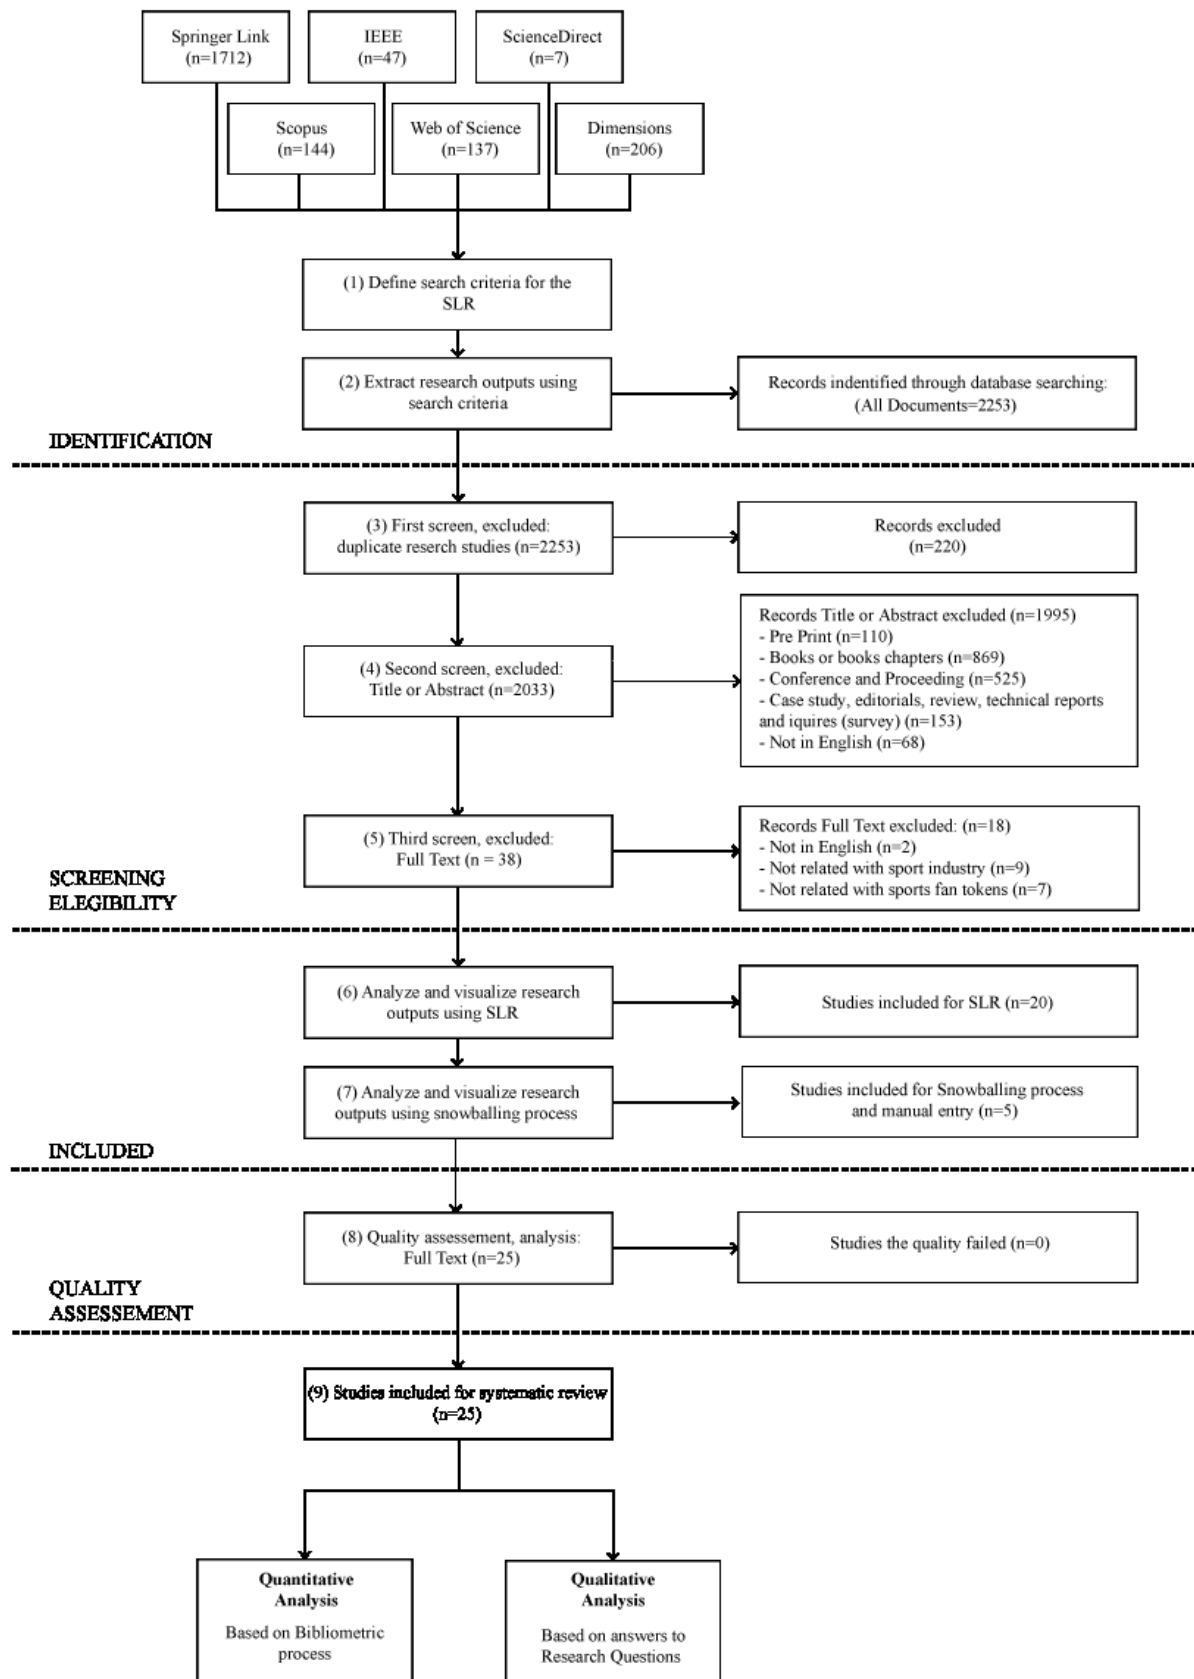 Springer Link
(n=1712)
IEEE
(n=47)
ScienceDirect
(n=7)
Scopus
(n=144)
Web of Science
(n=137)
Dimensions
(n=206)
(1) Define search criteria for the
SLR
(2) Extract research outputs using
search criteria
Records indentified through database searching:
(All Documents=2253)
IDENTIFICATION
(3) First screen, excluded:
duplicate reserch studies (n=2253)
Records excluded
(n=220)
(4) Second screen, excluded:
Title or Abstract (n=2033)
Records Title or Abstract excluded (n=1995)
- Pre Print (n=110)
- Books or books chapters (n=869)
- Conference and Proceeding (n=525)
- Case study, editorials, review, technical reports
and iquires (survey) (n=153)
- Not in English (n=68)
(5) Third screen, excluded:
Full Text (n = 38)
Records Full Text excluded: (n=18)
- Not in English (n=2)
- Not related with sport industry (n=9)
- Not related with sports fan tokens (n=7)
SCREENING
ELEGIBILITY
(6) Analyze and visualize research
outputs using SLR
Studies included for SLR (n=20)
(7) Analyze and visualize research
outputs using snowballing process
Studies included for Snowballing process
and manual entry (n=5)
INCLUDED
(8) Quality assessement, analysis:
Full Text (n=25)
Studies the quality failed (n=0)
QUALITY
ASSESSEMENT
(9) Studies included for systematic review
(n=25)
Quantitative
Analysis
Based on Bibliometric
process
Qualitative
Analysis
Based on answers to
Research Questions